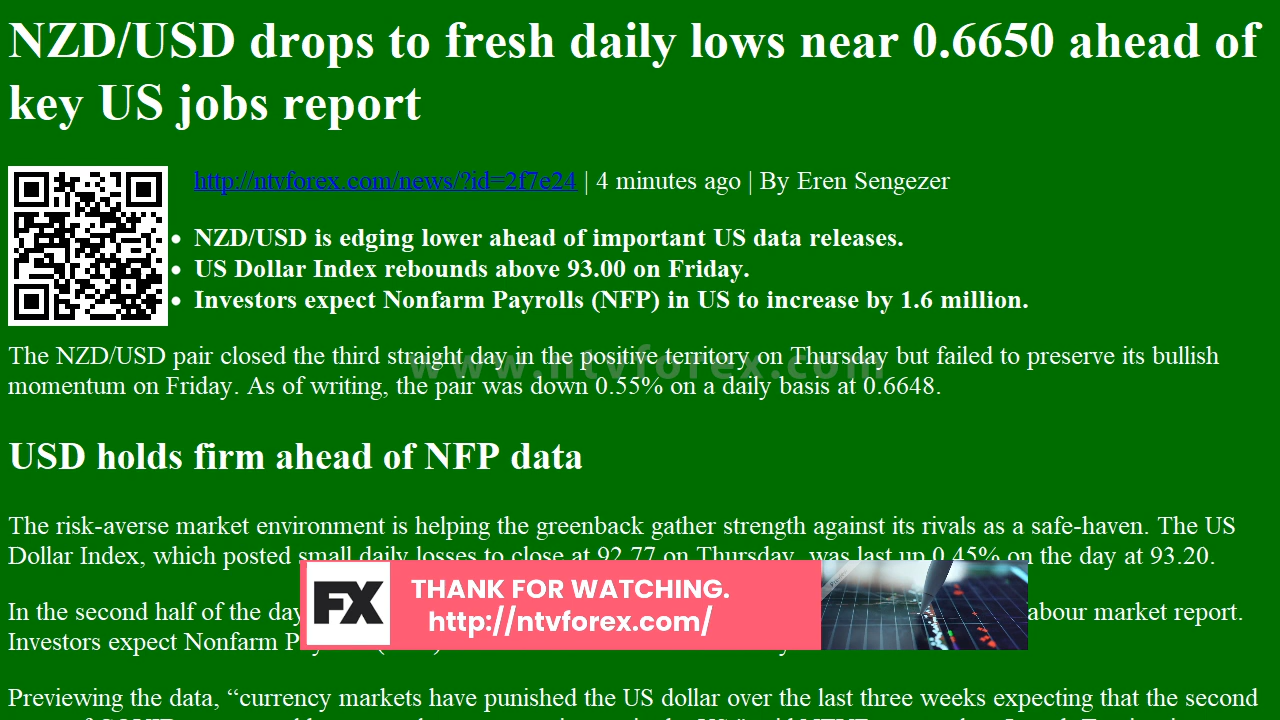 NZD/USD drops to fresh daily lows near 0.6650 ahead of
key US jobs report
http://ntvforex.com/news/?id=2f7e24 | 4 minutes ago | By Eren Sengezer
NZD/USD is edging lower ahead of important US data releases.
US Dollar Index rebounds above 93.00 on Friday.
Investors expect Nonfarm Payrolls (NFP) in US to increase by 1.6 million.
The NZD/USD pair closed the third straight day in the positive territory on Thursday but failed to preserve its bullish
www.ntvforex.com
momentum on Friday. As of writing, the pair was down 0.55% on a daily basis at 0.6648.
USD holds firm ahead of NFP data
The risk-averse market environment is helping the greenback gather strength against its rivals as a safe-haven. The US
Dollar Index, which posted small daily losses to close at 92.77 on Thursday, was last up 0.45% on the day at 93.20.
FX
THANK FOR WATCHING.
http://ntvforex.com/
In the second half of the day market report.
Investors expect Nonfarm
Previewing the data, “currency markets have punished the US dollar over the last three weeks expecting that the second